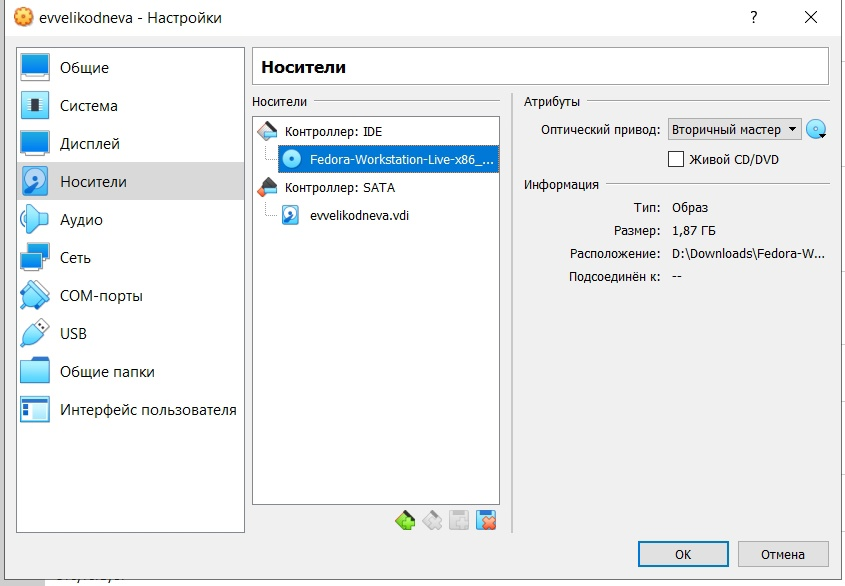 evvelikodneva - Настройки
?
Общие
Система
Дисплей
Носители
Аудио
Сеть
COM-порты
USB
Общие папки
Интерфейс пользователя
Носители
Носители
Контроллер: IDE
Fedora-Workstation-Live-x86_...
Контроллер: SATA
evvelikodneva.vdi
Атрибуты
Оптический привод: Вторичный мастер
Живой CD/DVD
Информация
Тип: Образ
Размер: 1,87 ГБ
Расположение: D:\Downloads\Fedora-W...
Подсоединён к: --
OK
Отмена